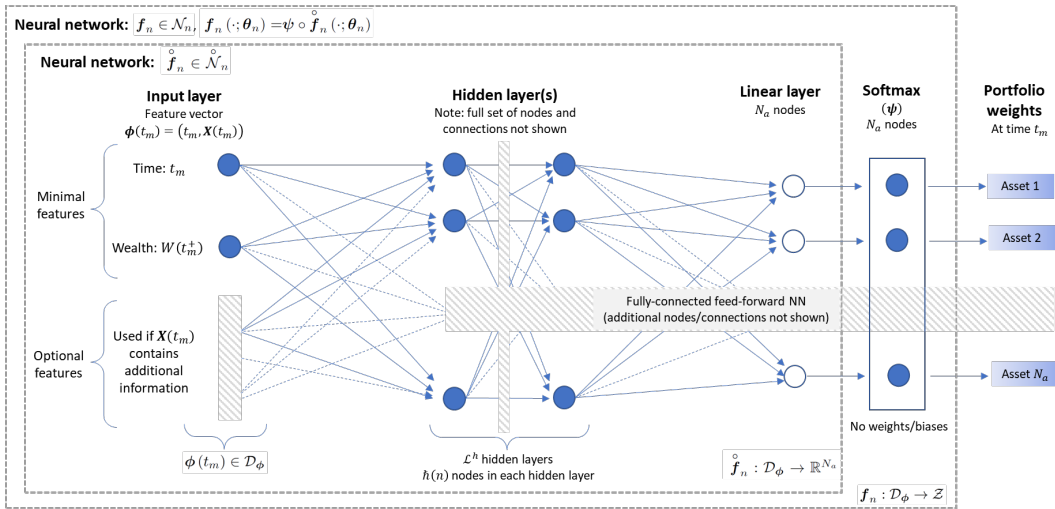 Neural network: f_n ∈ 𝒩_n, f_n (·; θ_n) = ψ ∘ f̊_n (·; θ_n)
Neural network: f̊_n ∈ 𝒩̊_n
Input layer
Feature vector
ϕ(t_m) = (t_m, X(t_m))
Hidden layer(s)
Note: full set of nodes and
connections not shown
Linear layer
N_a nodes
Softmax
(ψ)
N_a nodes
Portfolio
weights
At time t_m
Minimal
features
Time: t_m
Wealth: W(t_m^+)
Asset 1
Asset 2
Fully-connected feed-forward NN
(additional nodes/connections not shown)
Optional
features
Used if X(t_m)
contains
additional
information
Asset N_a
No weights/biases
ϕ (t_m) ∈ 𝒟_ϕ
ℒ^h hidden layers
ħ(n) nodes in each hidden layer
f̊_n : 𝒟_ϕ → ℝ^{N_a}
f_n : 𝒟_ϕ → 𝒵